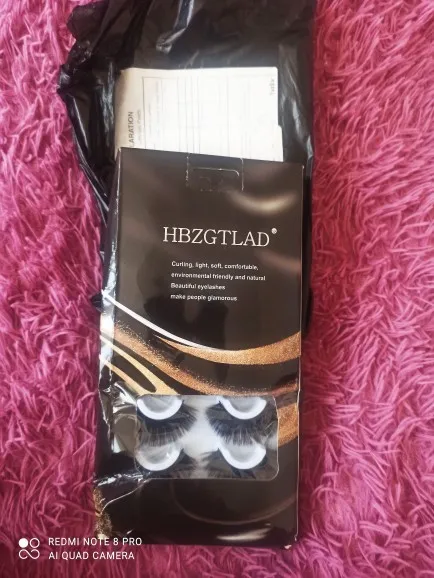 ARATION
HBZGTLAD®
Curling, light, soft, comfortable,
environmental friendly and natural
Beautiful eyelashes
make people glamorous
REDMI NOTE 8 PRO
AI QUAD CAMERA